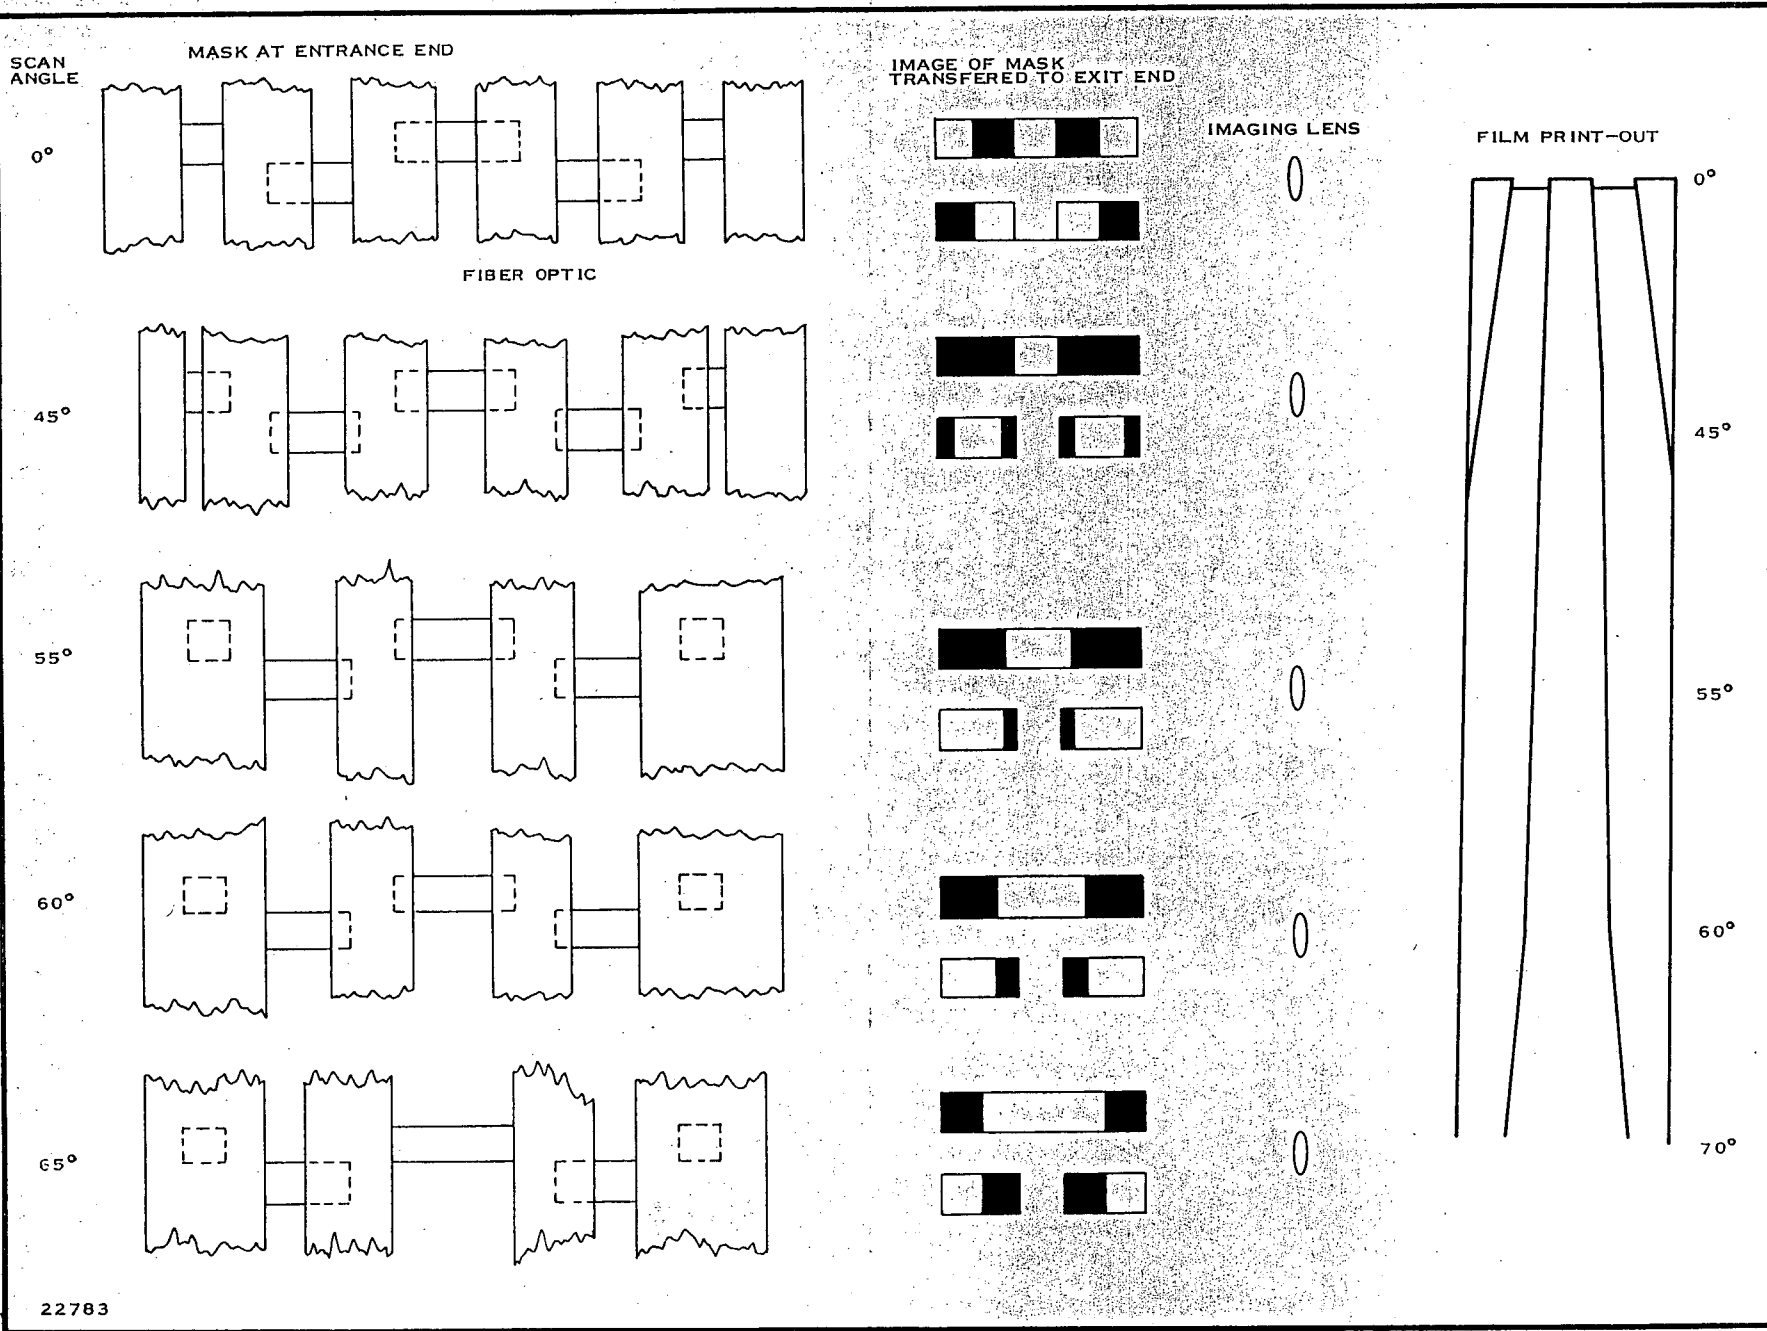 SCAN
ANGLE
MASK AT ENTRANCE END
IMAGE OF MASK
TRANSFERED TO EXIT END
IMAGING LENS
FILM PRINT-OUT
0°
0°
FIBER OPTIC
45°
45°
55°
55°
60°
60°
65°
70°
22783